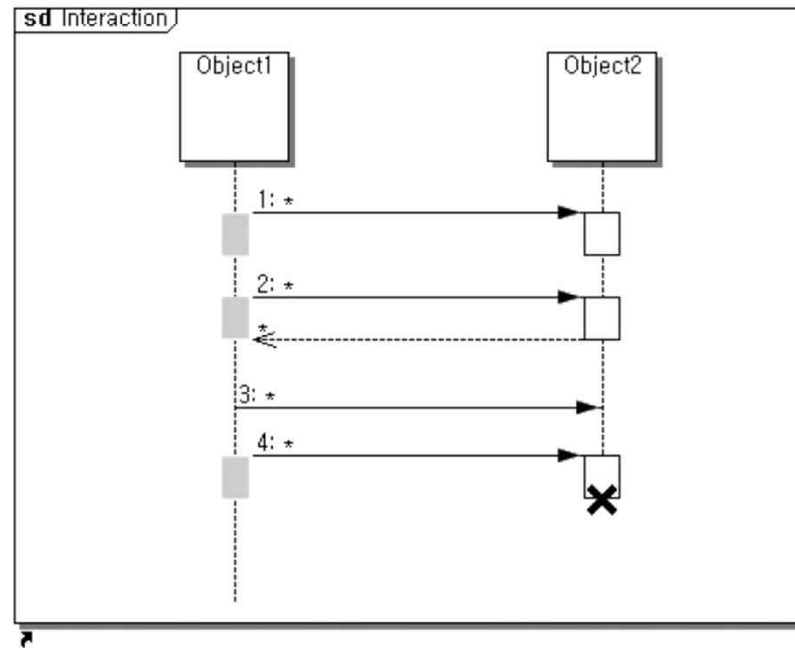 sd Interaction
Object1
Object2
1: *
2: *
*
3: *
4: *